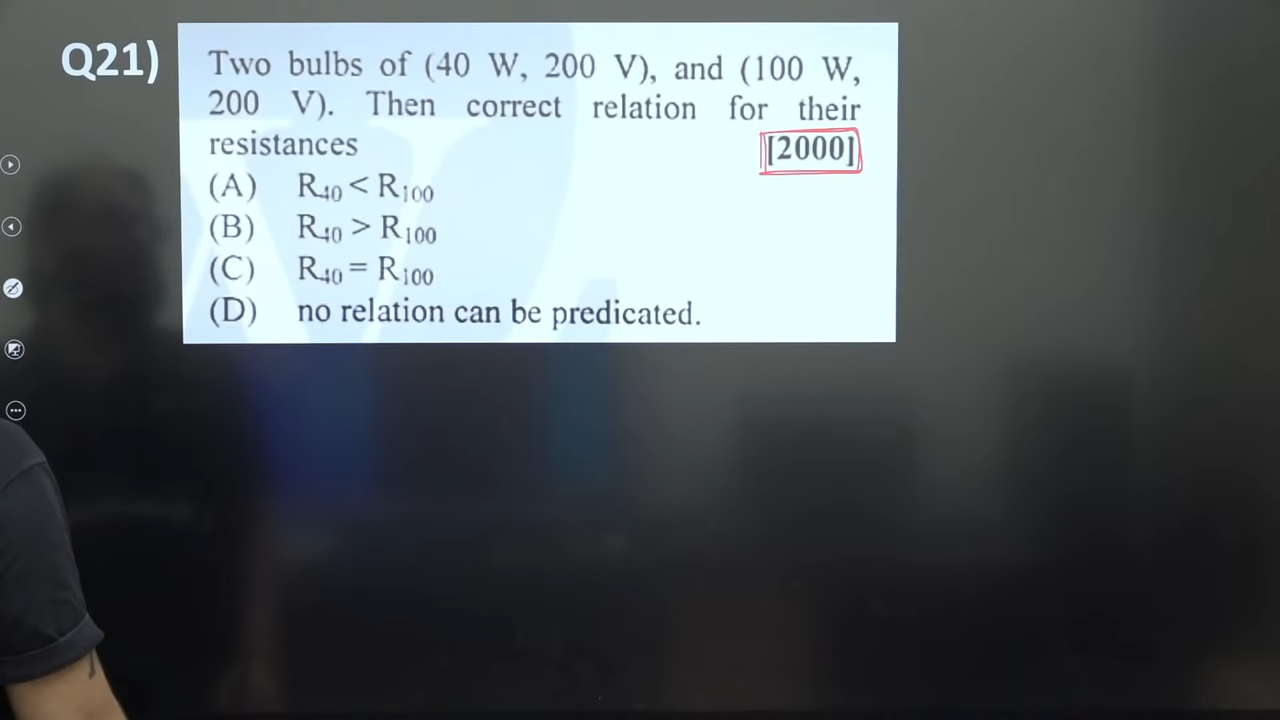 Q21)
Two bulbs of (40 W, 200 V), and (100 W,
200 V). Then correct relation for their
resistances [2000]
(A) R₄₀ < R₁₀₀
(B) R₄₀ > R₁₀₀
(C) R₄₀ = R₁₀₀
(D) no relation can be predicated.